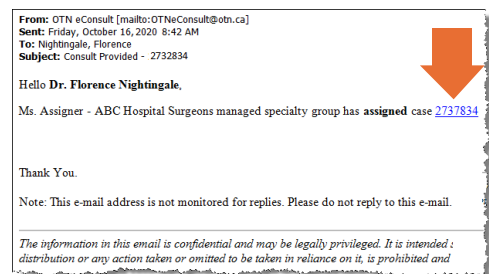 From: OTN eConsult [mailto:OTNeConsult@otn.ca]
Sent: Friday, October 16, 2020 8:42 AM
To: Nightingale, Florence
Subject: Consult Provided - 2732834
Hello Dr. Florence Nightingale,
Ms. Assigner - ABC Hospital Surgeons managed specialty group has assigned case 2737834
Thank You.
Note: This e-mail address is not monitored for replies. Please do not reply to this e-mail.
The information in this email is confidential and may be legally privileged. It is intended
distribution or any action taken or omitted to be taken in reliance on it, is prohibited and